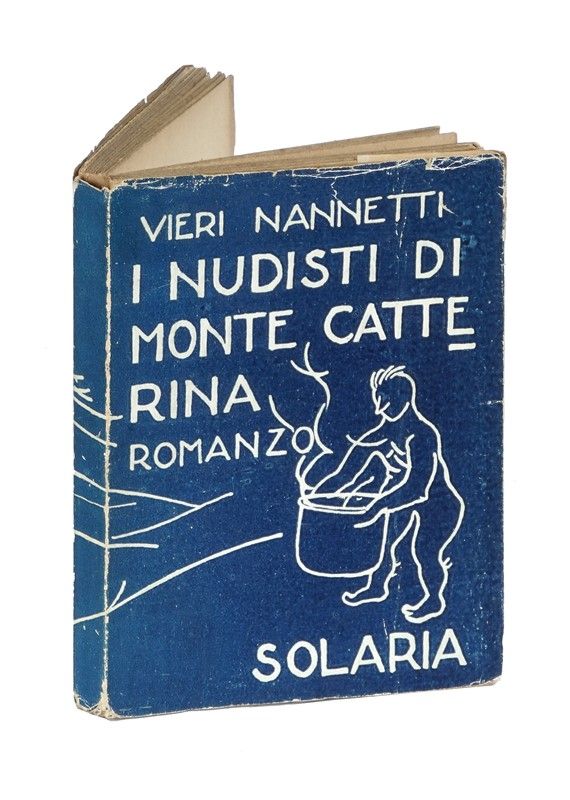 VIERI NANNETTI
I NUDISTI DI
MONTE CATTE
RINA
ROMANZO
SOLARIA